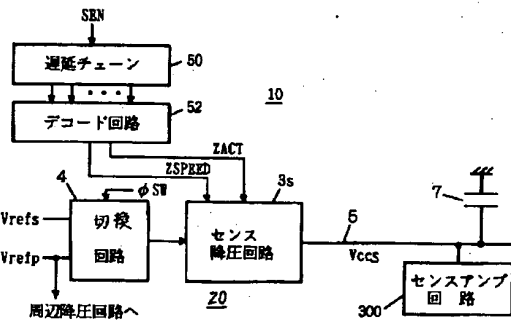 SEN
遅延チェーン
50
10
デコード回路
52
ZACT
ZSPEED
4
φSW
3s
7
Vrefs
切換
回路
センス
降圧回路
5
Vccs
Vrefp
20
センスアンプ
回路
300
周辺降圧回路へ